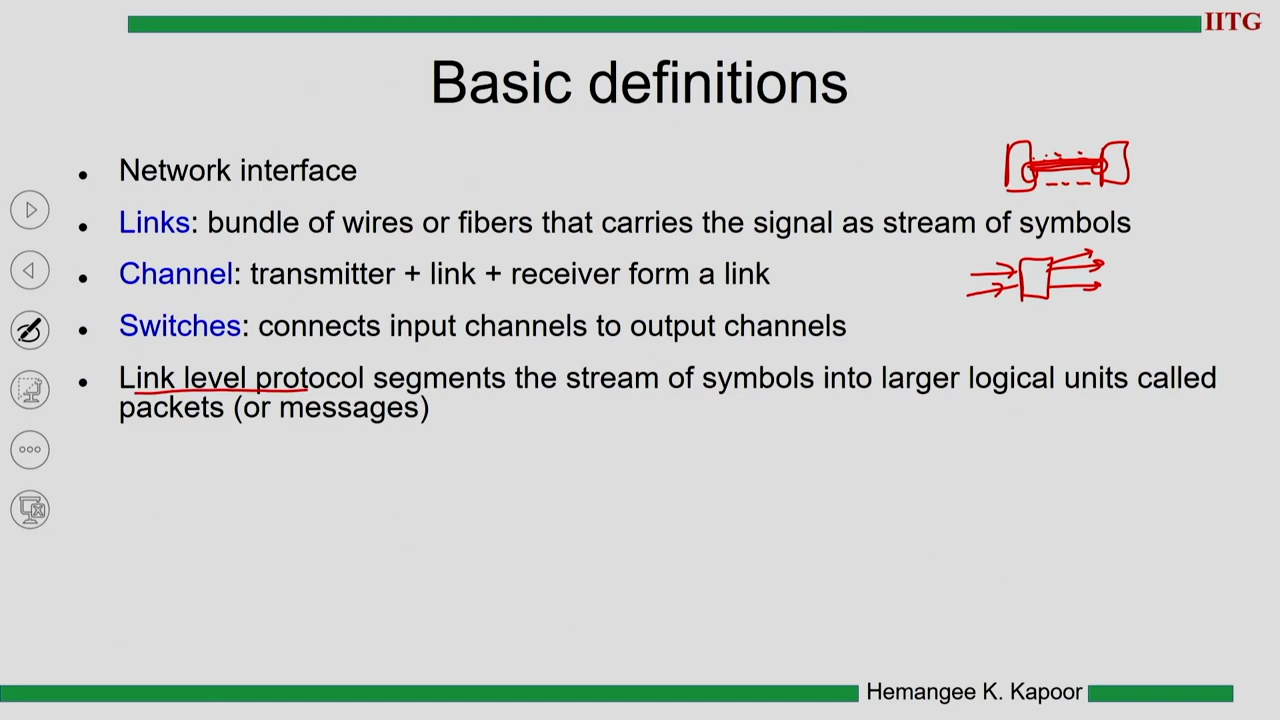 IITG
Basic definitions
• Network interface
• Links: bundle of wires or fibers that carries the signal as stream of symbols
• Channel: transmitter + link + receiver form a link
• Switches: connects input channels to output channels
• Link level protocol segments the stream of symbols into larger logical units called
packets (or messages)
Hemangee K. Kapoor